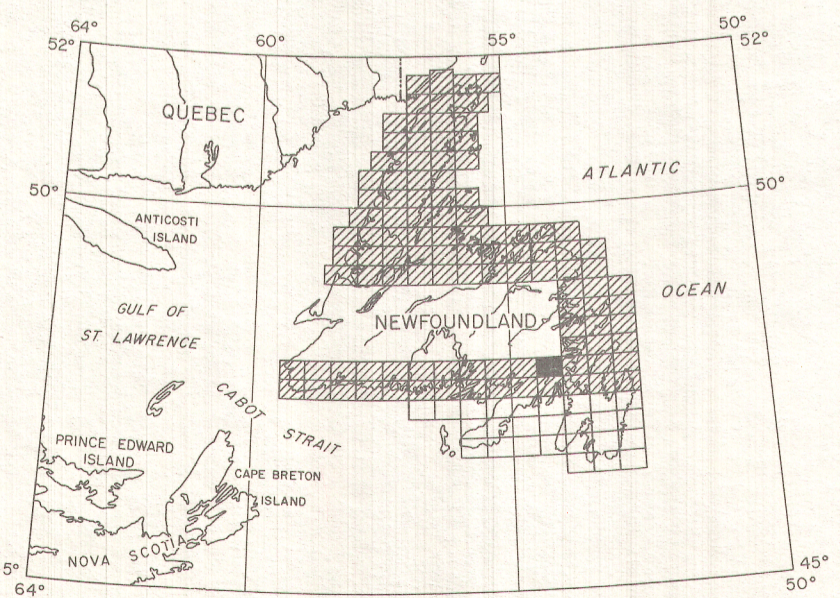 64°
52°
60°
55°
50°
52°
QUEBEC
ATLANTIC
50°
50°
ANTICOSTI
ISLAND
OCEAN
GULF OF
ST LAWRENCE
NEWFOUNDLAND
CABOT STRAIT
PRINCE EDWARD
ISLAND
CAPE BRETON
ISLAND
NOVA SCOTIA
5°
64°
45°
50°